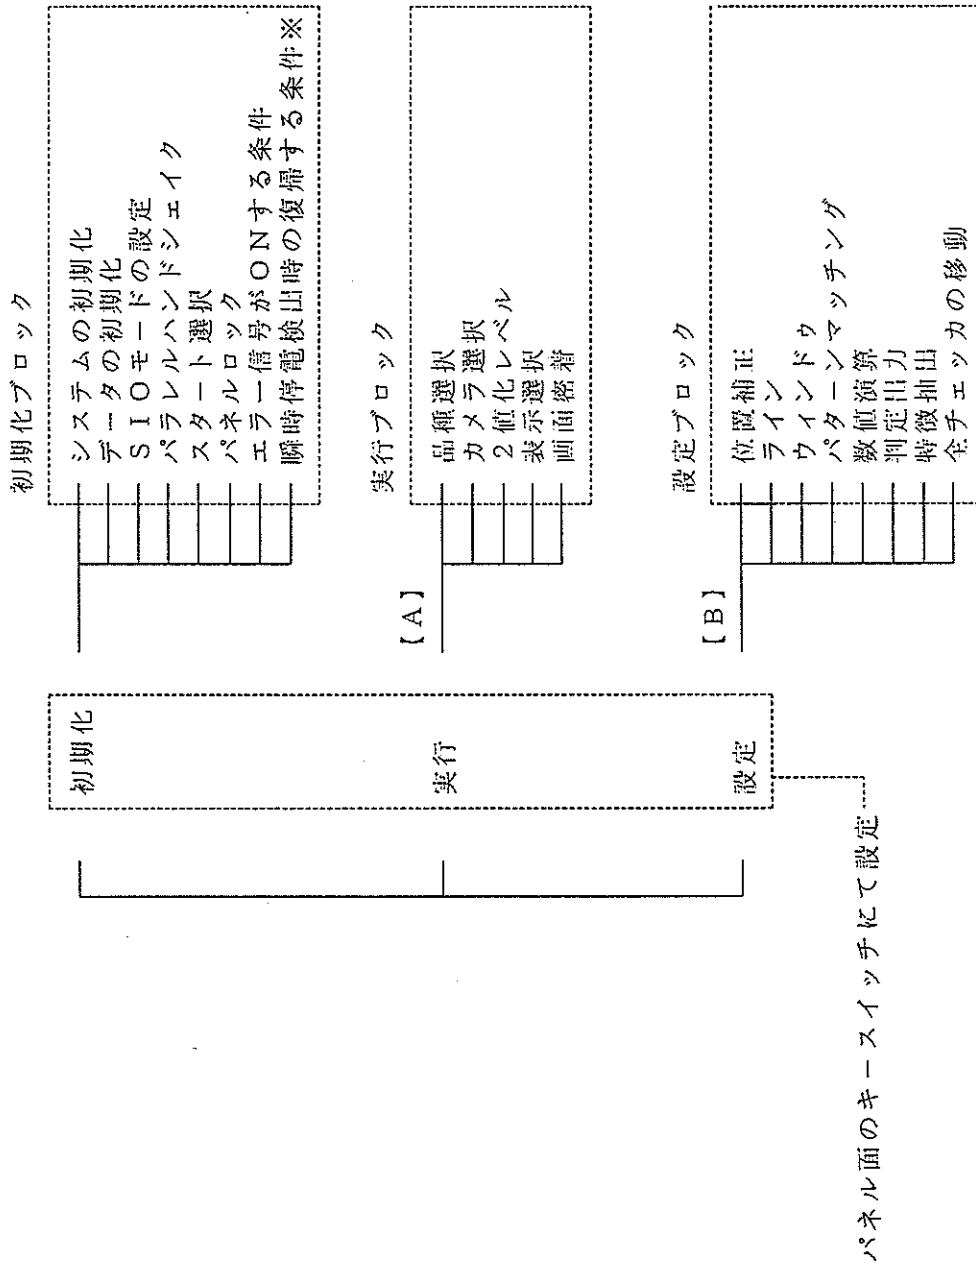 初期化ブロック
初期化
システムの初期化
データの初期化
ＳＩＯモードの設定
パラレルハンドシェイク
スタート選択
パネルロック
エラー信号がＯＮする条件
瞬時停電検出時の復帰する条件※
実行ブロック
【A】
実行
品種選択
カメラ選択
２値化レベル
表示選択
画面密着
設定ブロック
【B】
設定
位置補正
ライン
ウィンドゥ
パターンマッチング
数値演算
判定出力
特徴抽出
全チェッカの移動
パネル面のキースイッチにて設定